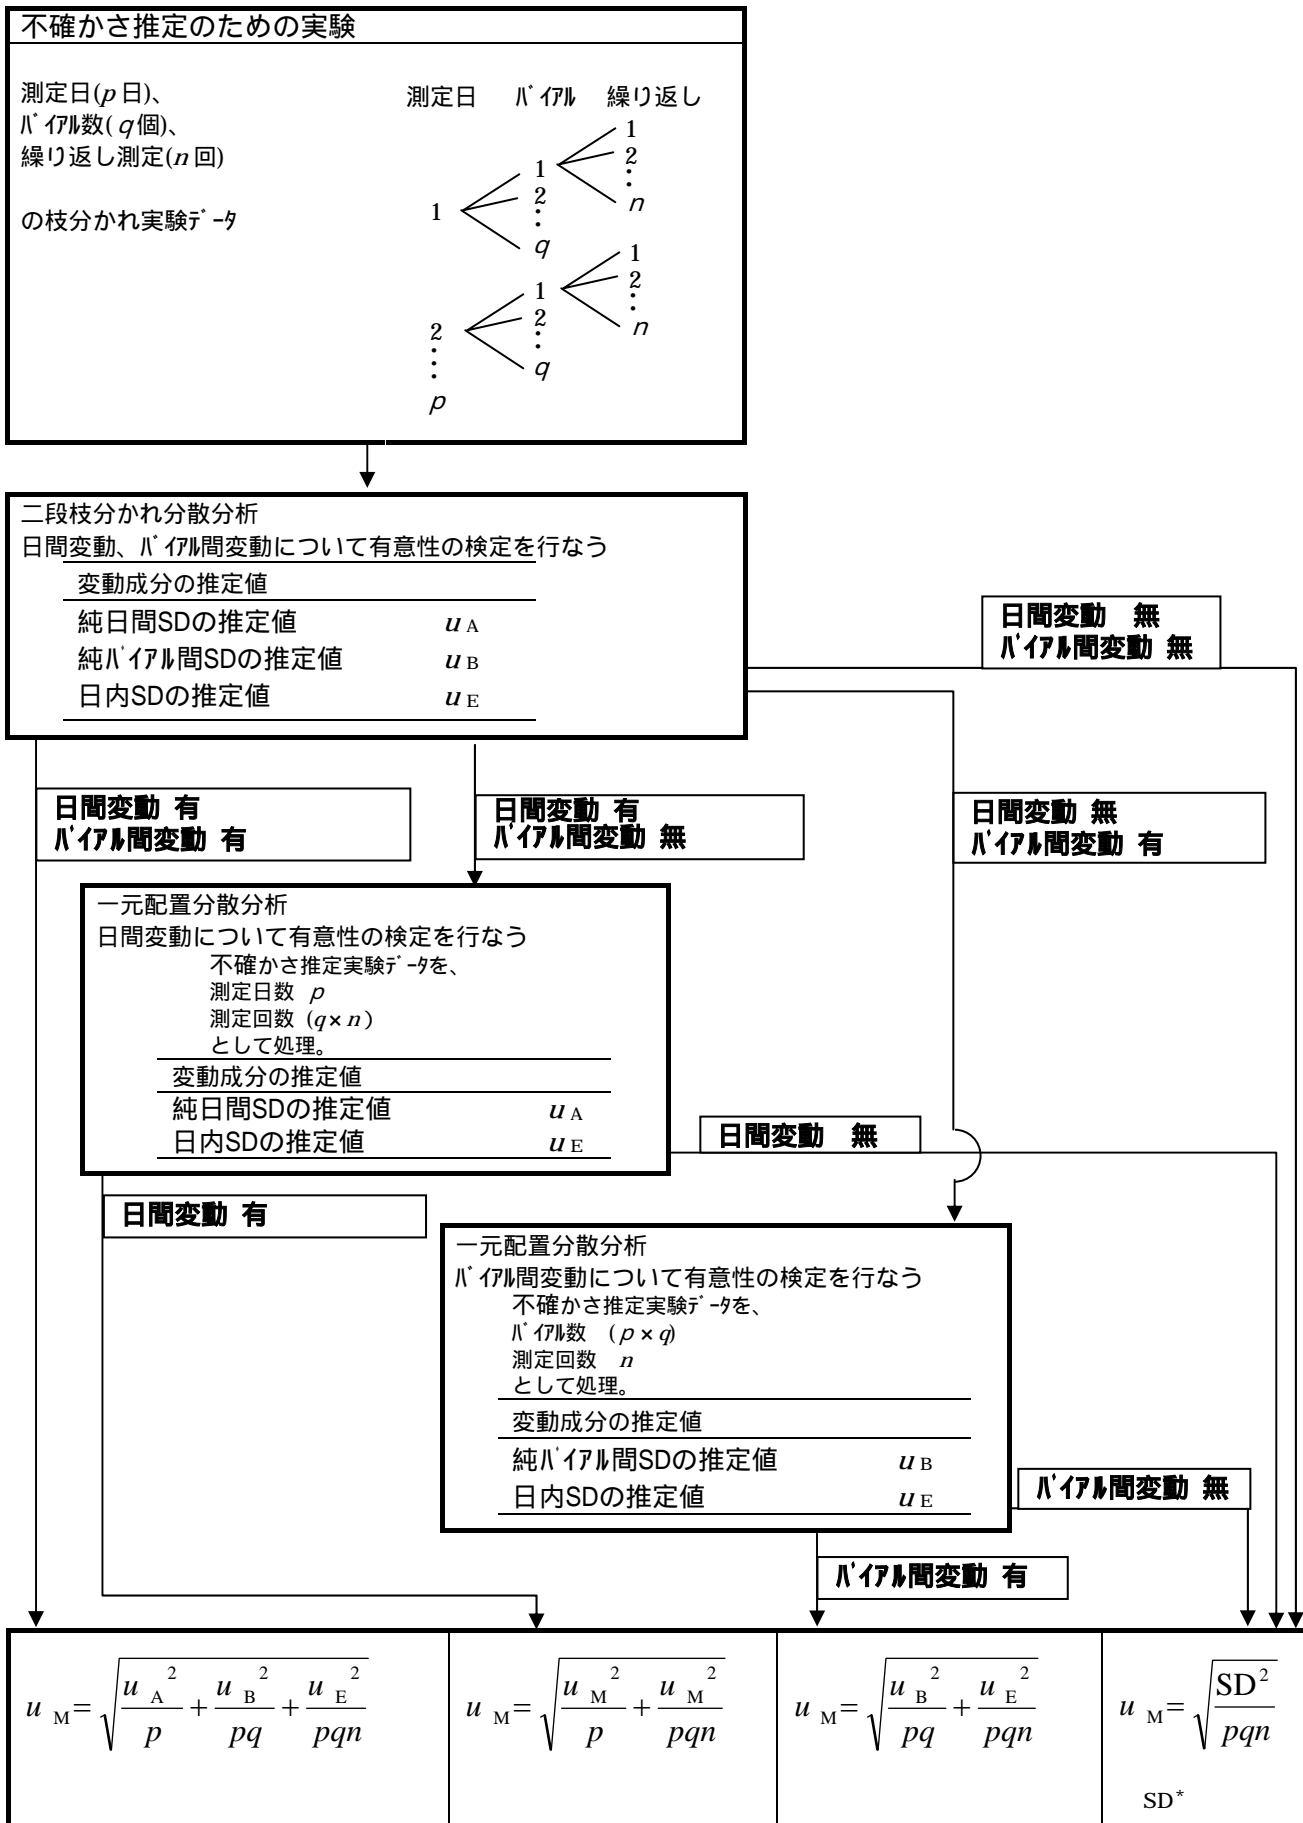 不確かさ推定のための実験
測定日(p日)、
ﾊﾞｲｱﾙ数(q個)、
繰り返し測定(n回)
の枝分かれ実験ﾃﾞｰﾀ
測定日 ﾊﾞｲｱﾙ 繰り返し
1
2
:
n
1
2
:
q
1
1
2
:
n
1
2
:
q
2
:
:
p
二段枝分かれ分散分析
日間変動、ﾊﾞｲｱﾙ間変動について有意性の検定を行なう
変動成分の推定値
純日間SDの推定値 u A
純ﾊﾞｲｱﾙ間SDの推定値 u B
日内SDの推定値 u E
日間変動 無
ﾊﾞｲｱﾙ間変動 無
日間変動 有
ﾊﾞｲｱﾙ間変動 有
日間変動 有
ﾊﾞｲｱﾙ間変動 無
日間変動 無
ﾊﾞｲｱﾙ間変動 有
一元配置分散分析
日間変動について有意性の検定を行なう
不確かさ推定実験ﾃﾞｰﾀを、
測定日数 p
測定回数 (q×n)
として処理。
変動成分の推定値
純日間SDの推定値 u A
日内SDの推定値 u E
日間変動 無
日間変動 有
一元配置分散分析
ﾊﾞｲｱﾙ間変動について有意性の検定を行なう
不確かさ推定実験ﾃﾞｰﾀを、
ﾊﾞｲｱﾙ数 (p×q)
測定回数 n
として処理。
変動成分の推定値
純ﾊﾞｲｱﾙ間SDの推定値 u B
日内SDの推定値 u E
ﾊﾞｲｱﾙ間変動 無
ﾊﾞｲｱﾙ間変動 有
u M = √(u A ²/p + u B ²/pq + u E ²/pqn)
u M = √(u M ²/p + u M ²/pqn)
u M = √(u B ²/pq + u E ²/pqn)
u M = √(SD²/pqn)
SD*